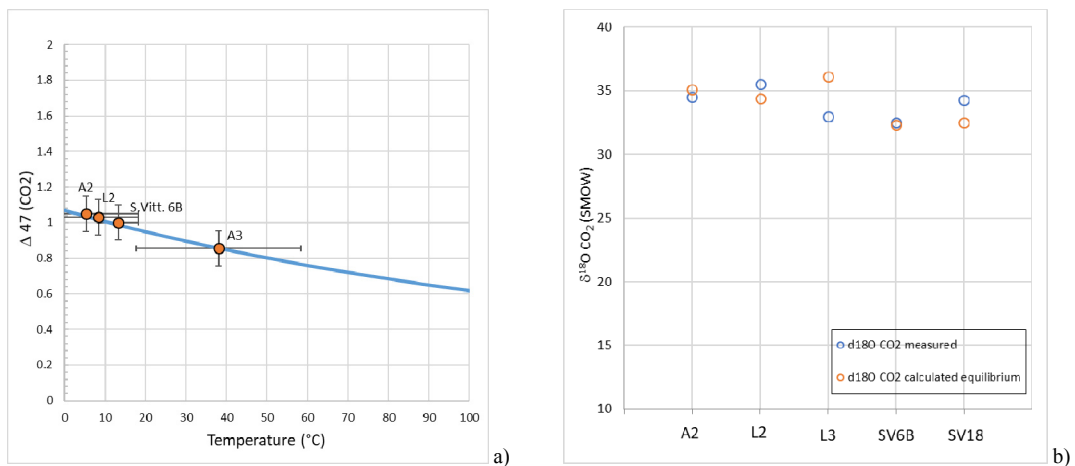 2
1.8
1.6
1.4
1.2
1
0.8
0.6
0.4
0.2
0
Δ 47 (CO2)
A2
L2
S.Vitt. 6B
A3
0 10 20 30 40 50 60 70 80 90 100
Temperature (°C)
a)
40
35
30
25
20
15
10
δ18O CO2 (SMOW)
d18O CO2 measured
d18O CO2 calculated equilibrium
A2 L2 L3 SV6B SV18
b)